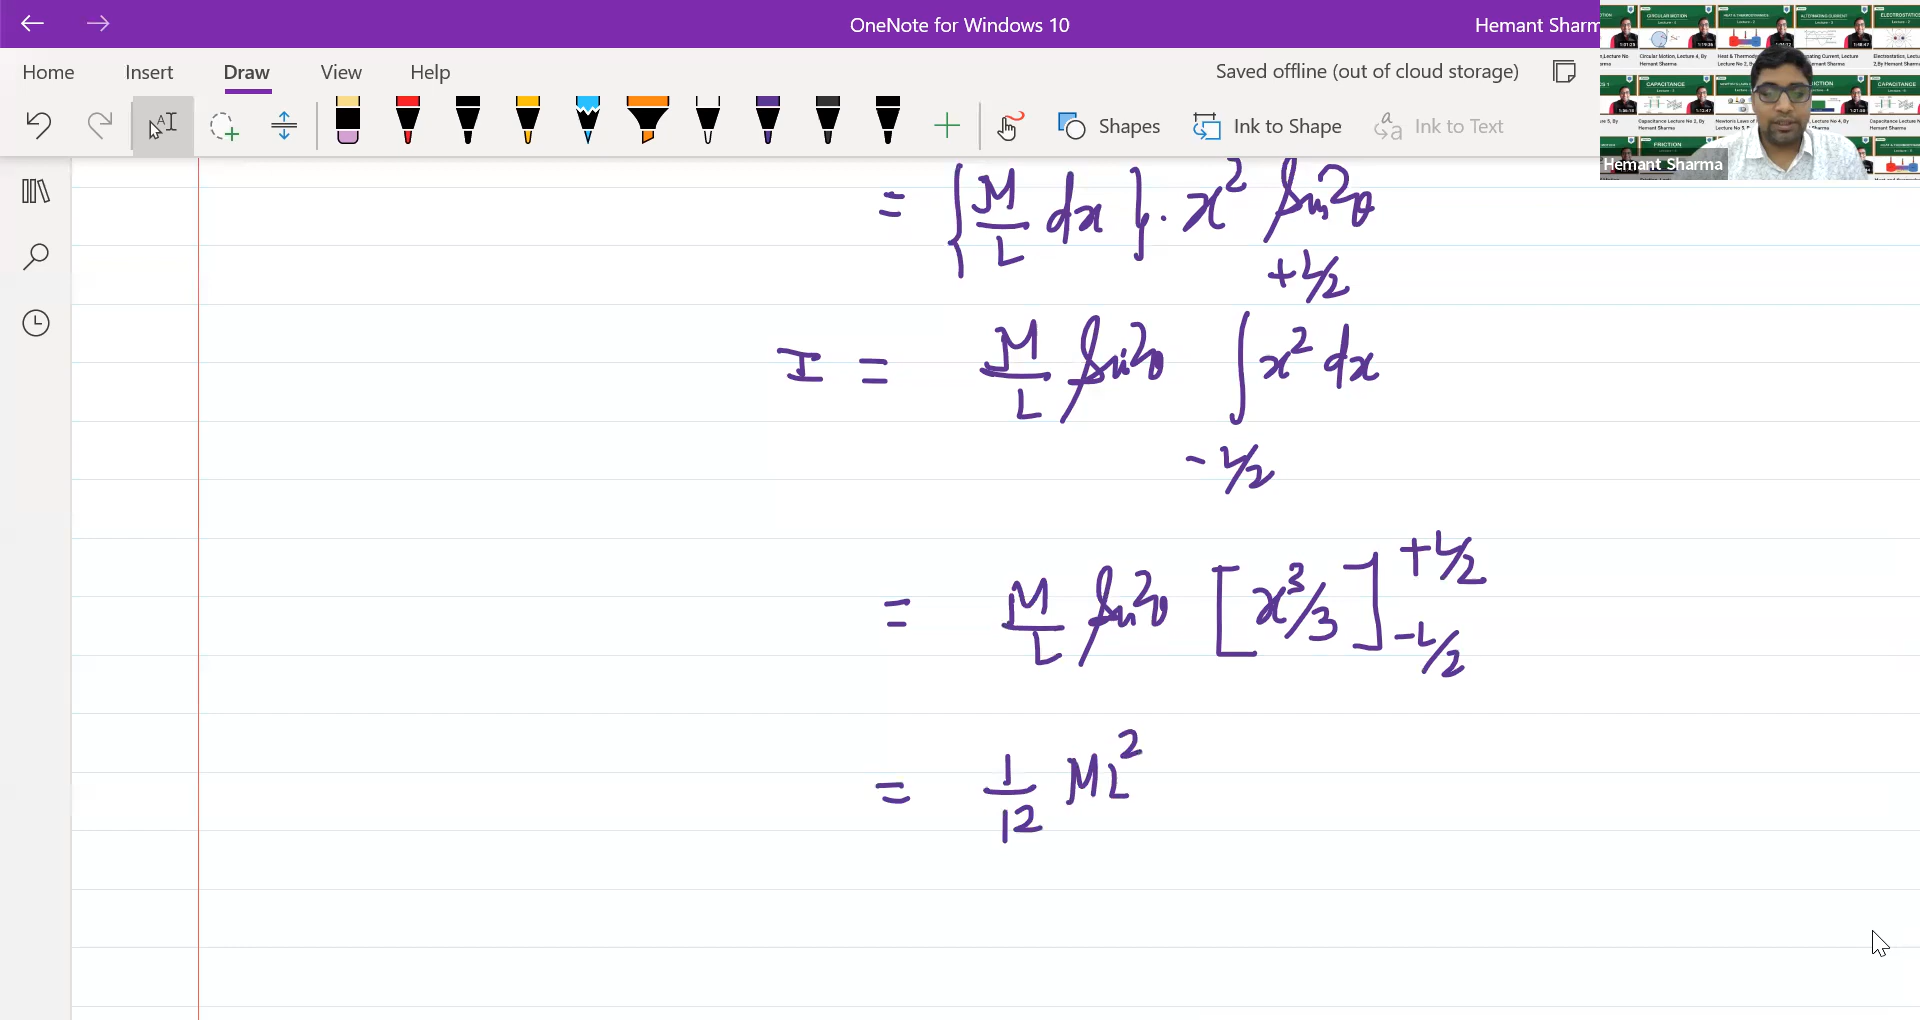 OneNote for Windows 10
Hemant Sharm
Home Insert Draw View Help
Saved offline (out of cloud storage)
Shapes Ink to Shape Ink to Text
Hemant Sharma
= {M/L dx} . x² Sin²θ
I = M/L Sin²θ ∫ x² dx
+L/2
-L/2
= M/L Sin²θ [x³/3] +L/2 -L/2
= 1/12 ML²